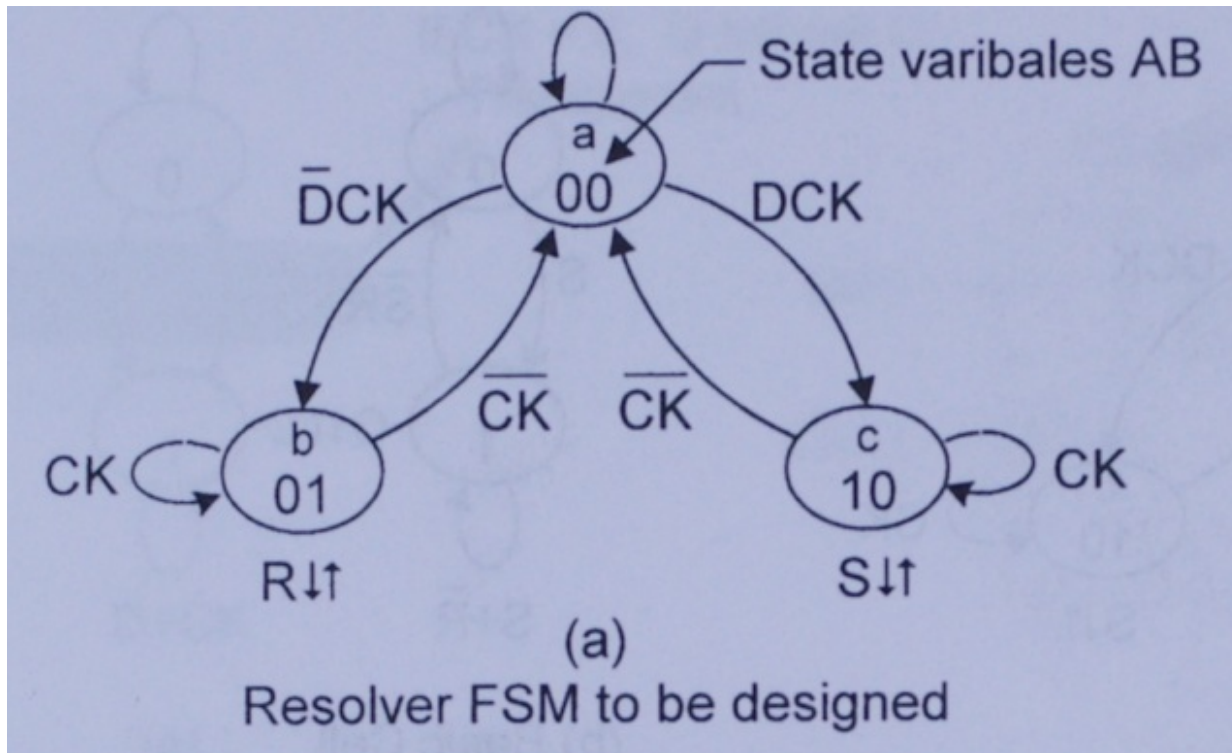 State varibales AB
a
00
D̅CK
DCK
C̅K̅
C̅K̅
b
01
CK
c
10
CK
R↓↑
S↓↑
(a)
Resolver FSM to be designed